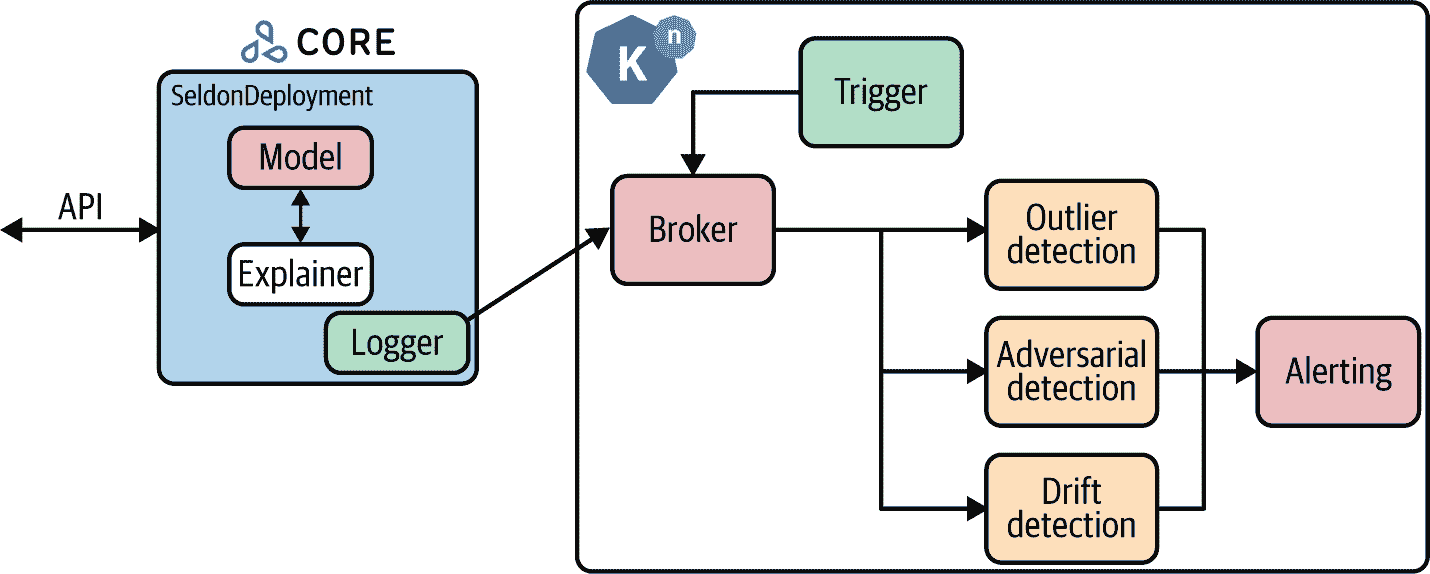 CORE
SeldonDeployment
Model
API
Explainer
Logger
K
n
Trigger
Broker
Outlier
detection
Adversarial
detection
Drift
detection
Alerting